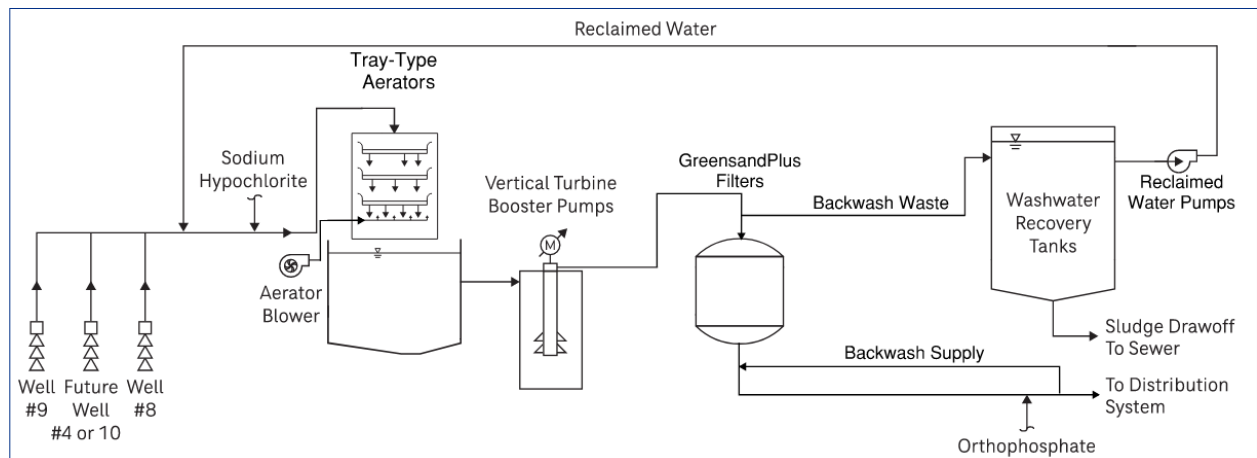 Reclaimed Water
Tray-Type
Aerators
Sodium
Hypochlorite
Vertical Turbine
Booster Pumps
M
GreensandPlus
Filters
Backwash Waste
Washwater
Recovery
Tanks
Reclaimed
Water Pumps
Aerator
Blower
Well
#9
Future
Well
#4 or 10
Well
#8
Backwash Supply
Sludge Drawoff
To Sewer
To Distribution
System
Orthophosphate